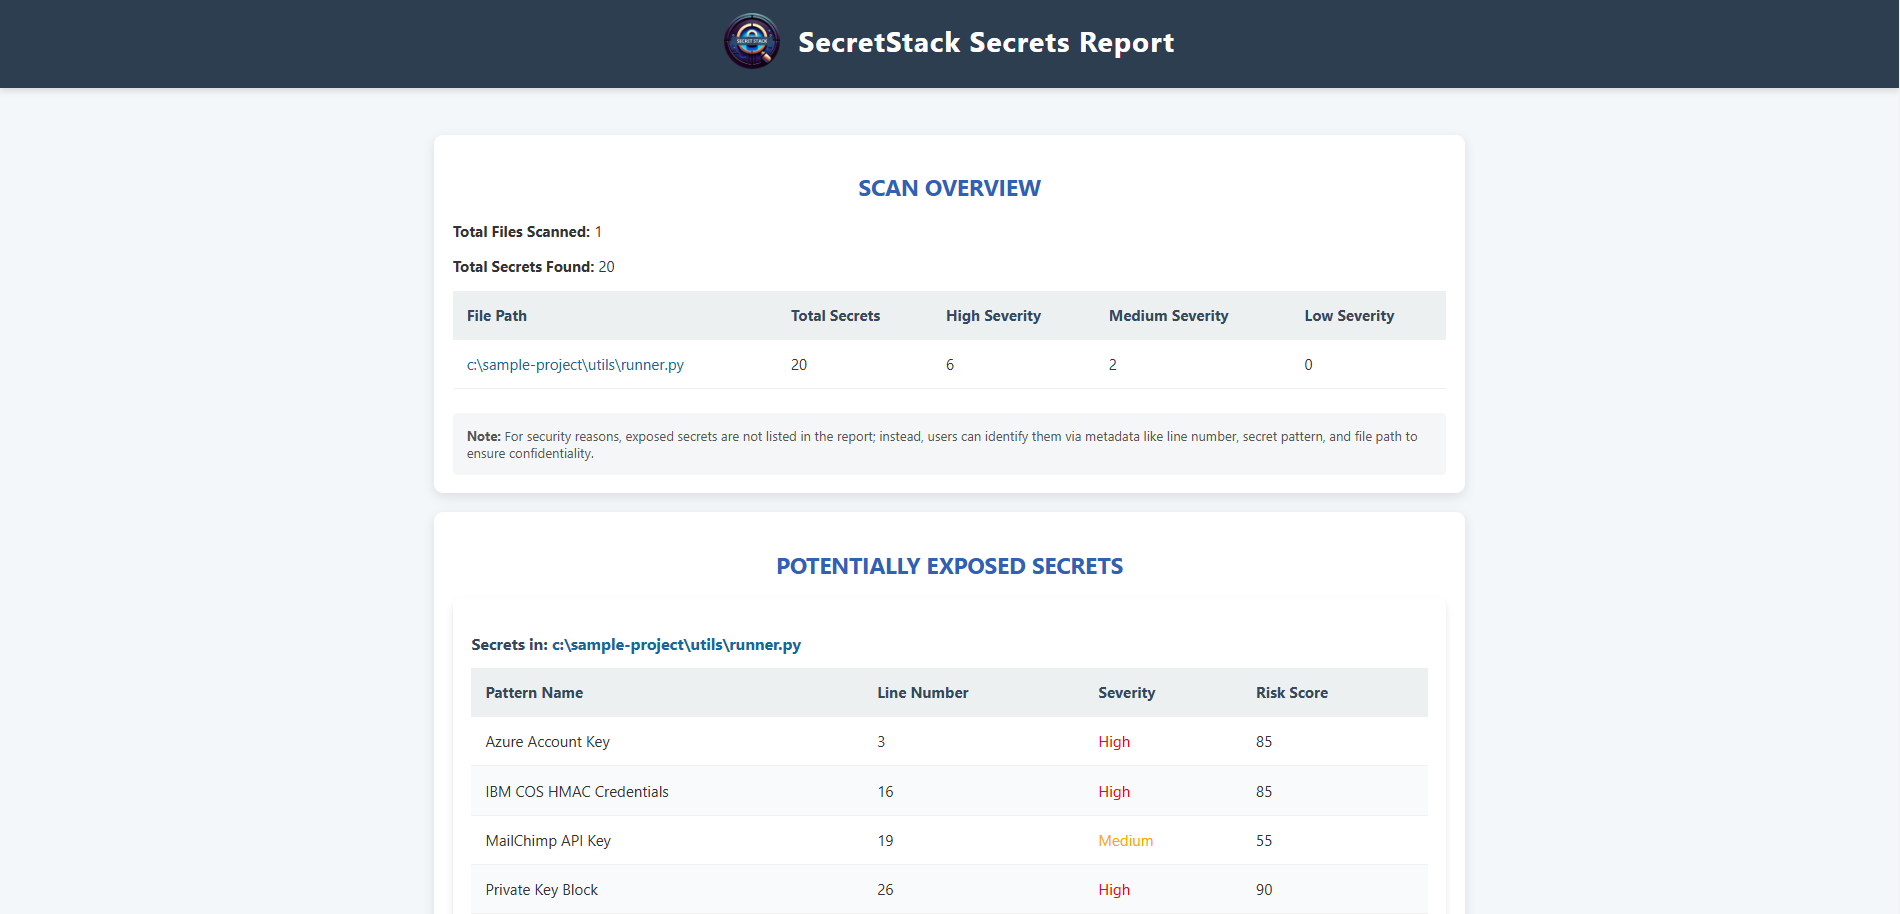 SECRET STACK
SecretStack Secrets Report
SCAN OVERVIEW
Total Files Scanned: 1
Total Secrets Found: 20
File Path Total Secrets High Severity Medium Severity Low Severity
c:\sample-project\utils\runner.py 20 6 2 0
Note: For security reasons, exposed secrets are not listed in the report; instead, users can identify them via metadata like line number, secret pattern, and file path to
ensure confidentiality.
POTENTIALLY EXPOSED SECRETS
Secrets in: c:\sample-project\utils\runner.py
Pattern Name Line Number Severity Risk Score
Azure Account Key 3 High 85
IBM COS HMAC Credentials 16 High 85
MailChimp API Key 19 Medium 55
Private Key Block 26 High 90